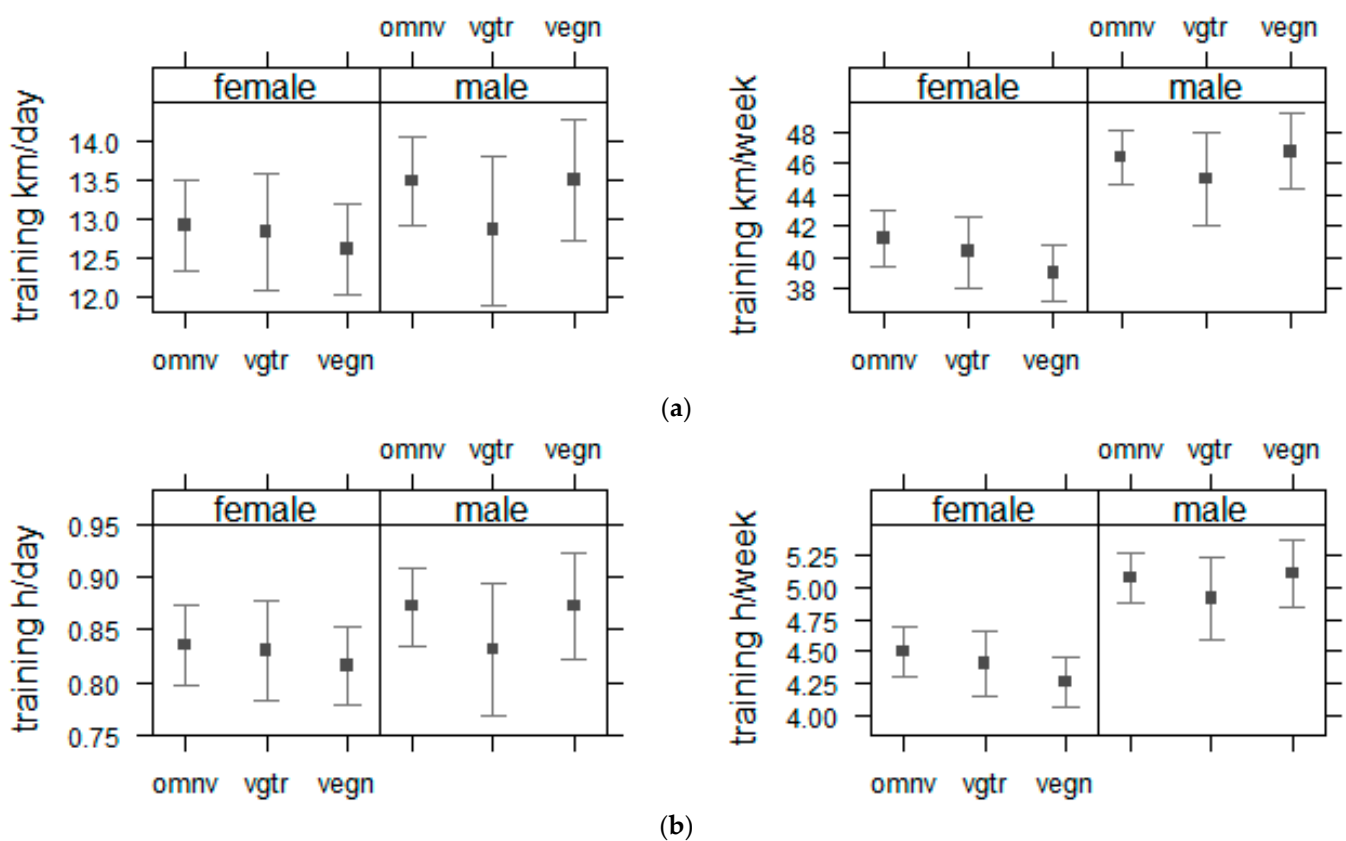 omnv vgtr vegn
female male
training km/day
14.0
13.5
13.0
12.5
12.0
omnv vgtr vegn
omnv vgtr vegn
female male
training km/week
48
46
44
42
40
38
omnv vgtr vegn
(a)
omnv vgtr vegn
female male
training h/day
0.95
0.90
0.85
0.80
0.75
omnv vgtr vegn
omnv vgtr vegn
female male
training h/week
5.25
5.00
4.75
4.50
4.25
4.00
omnv vgtr vegn
(b)